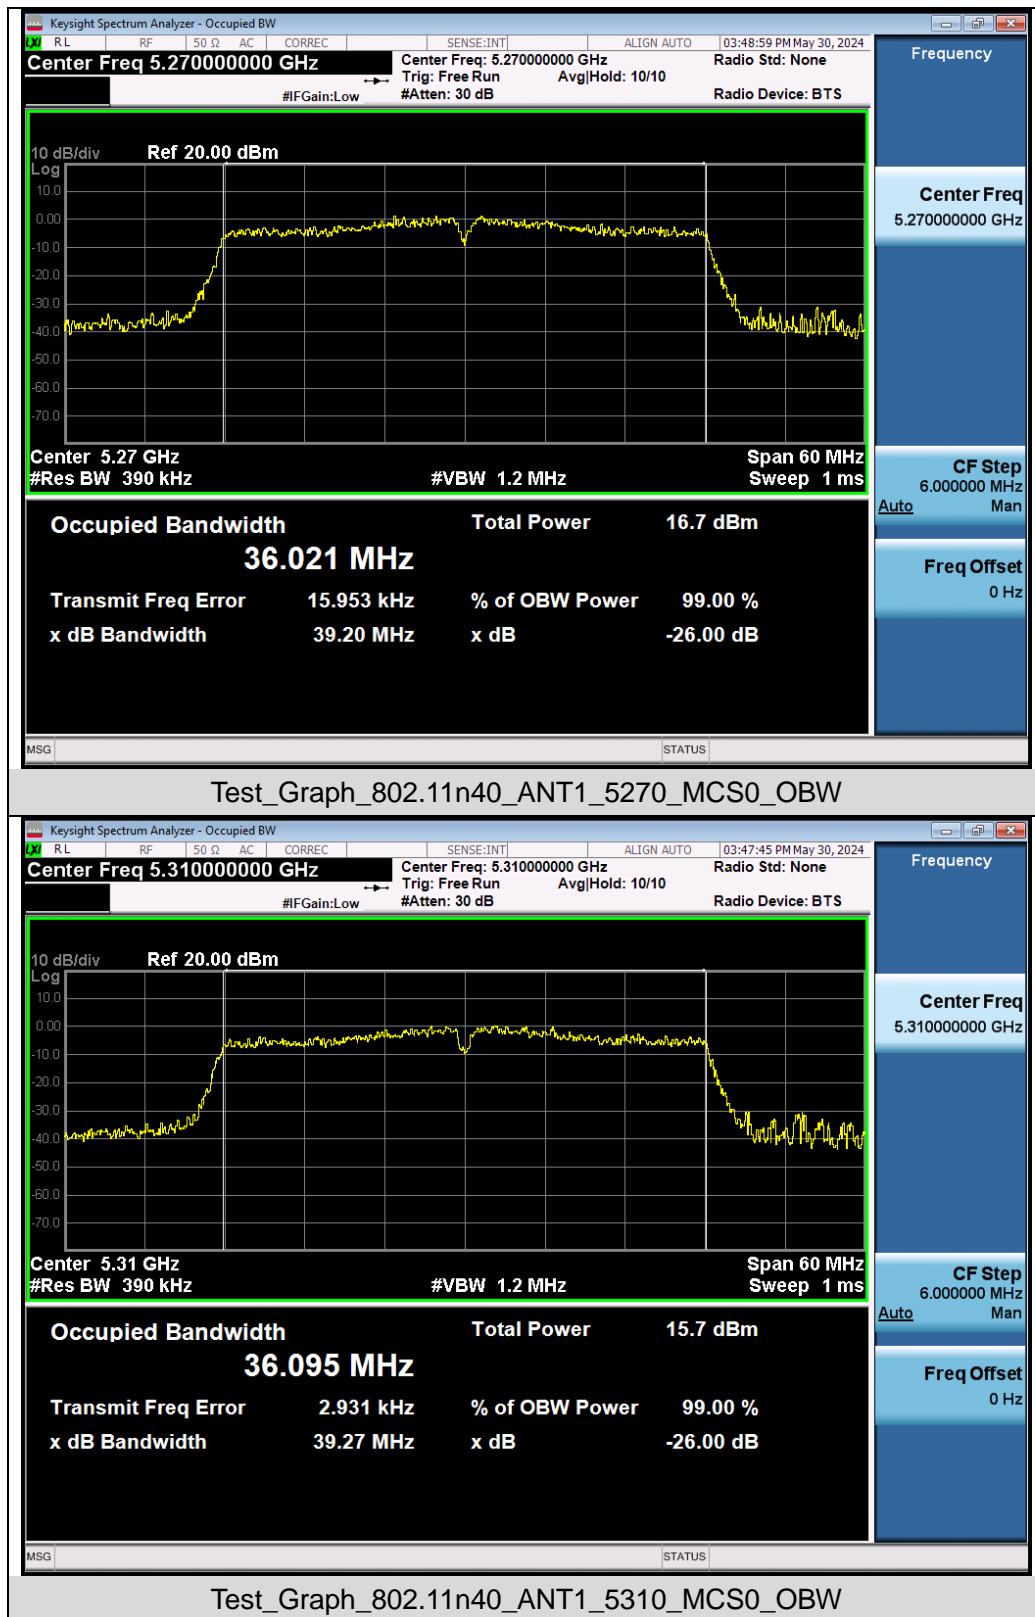 Keysight Spectrum Analyzer - Occupied BW
LXI RL RF 50 Ω AC CORREC SENSE:INT ALIGN AUTO 03:48:59 PM May 30, 2024
Center Freq 5.270000000 GHz
Center Freq: 5.270000000 GHz
Radio Std: None
Trig: Free Run Avg|Hold: 10/10
#IFGain:Low
#Atten: 30 dB
Radio Device: BTS
10 dB/div Ref 20.00 dBm
Log
10.0
0.00
-10.0
-20.0
-30.0
-40.0
-50.0
-60.0
-70.0
Center 5.27 GHz Span 60 MHz
#Res BW 390 kHz #VBW 1.2 MHz Sweep 1 ms
Occupied Bandwidth Total Power 16.7 dBm
36.021 MHz
Transmit Freq Error 15.953 kHz % of OBW Power 99.00 %
x dB Bandwidth 39.20 MHz x dB -26.00 dB
MSG STATUS
Frequency
Center Freq
5.270000000 GHz
CF Step
6.000000 MHz
Auto Man
Freq Offset
0 Hz
Test_Graph_802.11n40_ANT1_5270_MCS0_OBW
Keysight Spectrum Analyzer - Occupied BW
LXI RL RF 50 Ω AC CORREC SENSE:INT ALIGN AUTO 03:47:45 PM May 30, 2024
Center Freq 5.310000000 GHz
Center Freq: 5.310000000 GHz
Radio Std: None
Trig: Free Run Avg|Hold: 10/10
#IFGain:Low
#Atten: 30 dB
Radio Device: BTS
10 dB/div Ref 20.00 dBm
Log
10.0
0.00
-10.0
-20.0
-30.0
-40.0
-50.0
-60.0
-70.0
Center 5.31 GHz Span 60 MHz
#Res BW 390 kHz #VBW 1.2 MHz Sweep 1 ms
Occupied Bandwidth Total Power 15.7 dBm
36.095 MHz
Transmit Freq Error 2.931 kHz % of OBW Power 99.00 %
x dB Bandwidth 39.27 MHz x dB -26.00 dB
MSG STATUS
Frequency
Center Freq
5.310000000 GHz
CF Step
6.000000 MHz
Auto Man
Freq Offset
0 Hz
Test_Graph_802.11n40_ANT1_5310_MCS0_OBW